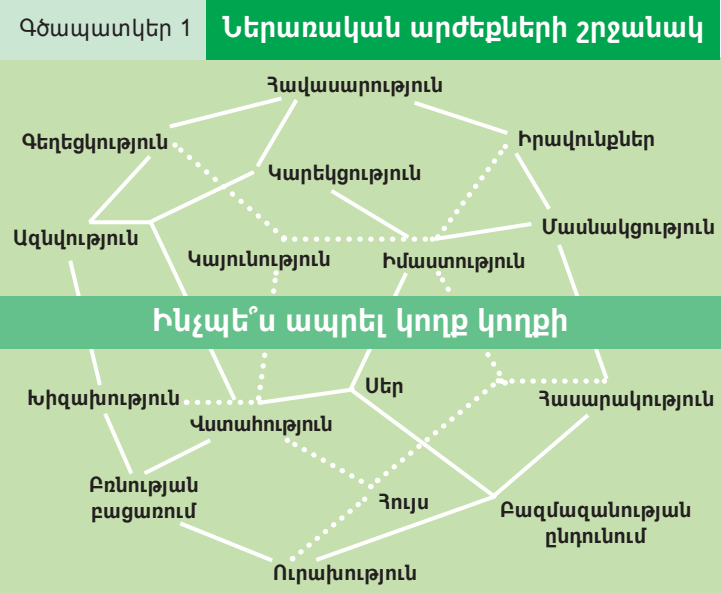 Գծապատկեր 1
Ներառական արժեքների շրջանակ
Հավասարություն
Գեղեցկություն
Իրավունքներ
Կարեկցություն
Ազնվություն
Մասնակցություն
Կայունություն
Իմաստություն
Ինչպե՞ս ապրել կողք կողքի
Խիզախություն
Սեր
Հասարակություն
Վստահություն
Բռնության
բացառում
Հույս
Բազմազանության
ընդունում
Ուրախություն